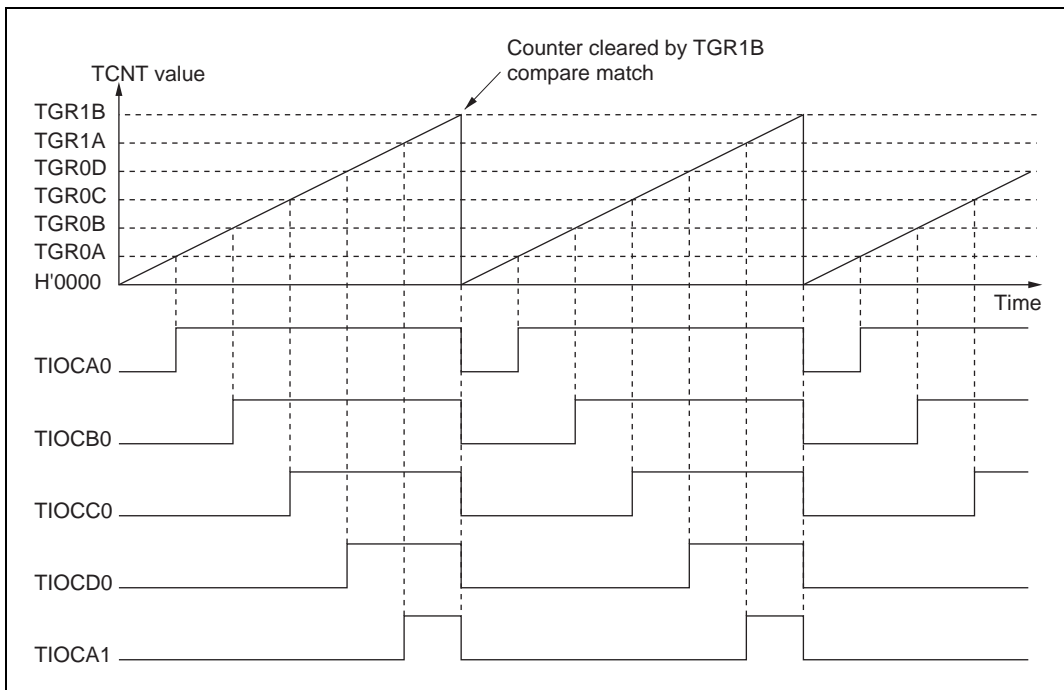 Counter cleared by TGR1B
compare match
TCNT value
TGR1B
TGR1A
TGR0D
TGR0C
TGR0B
TGR0A
H'0000
Time
TIOCA0
TIOCB0
TIOCC0
TIOCD0
TIOCA1